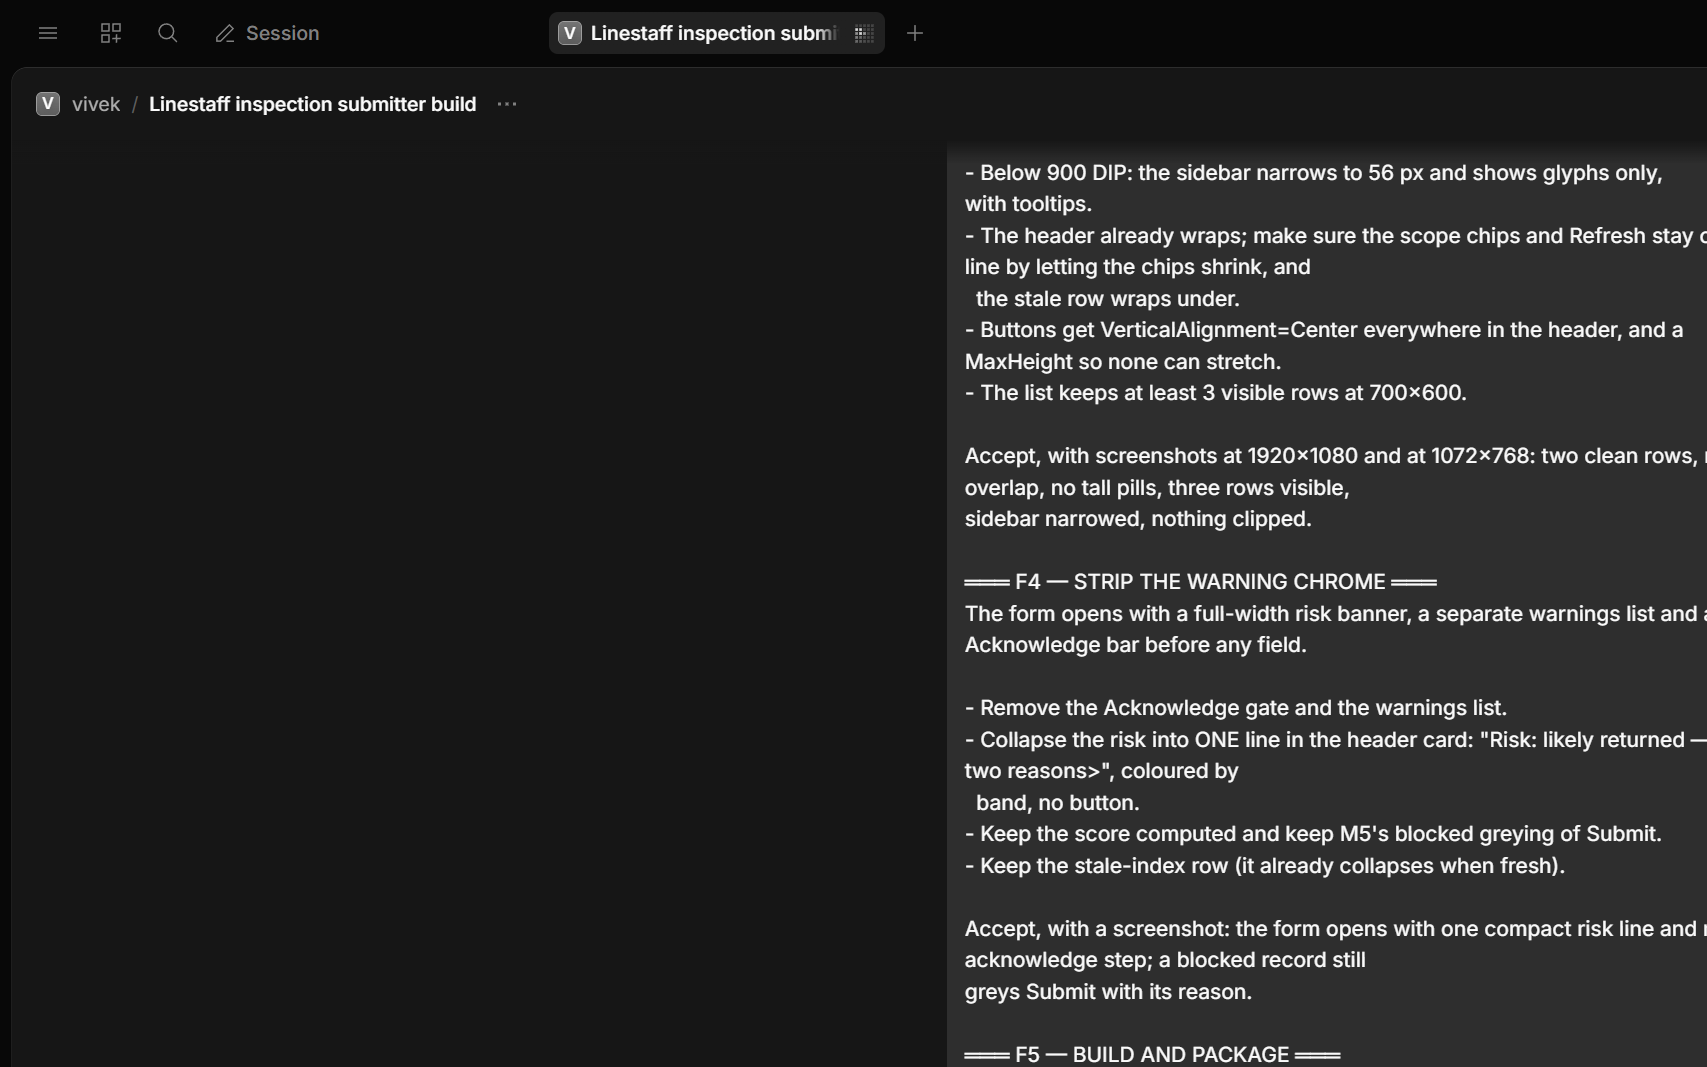 Session
V Linestaff inspection submi
V vivek / Linestaff inspection submitter build ...
- Below 900 DIP: the sidebar narrows to 56 px and shows glyphs only,
with tooltips.
- The header already wraps; make sure the scope chips and Refresh stay
line by letting the chips shrink, and
the stale row wraps under.
- Buttons get VerticalAlignment=Center everywhere in the header, and a
MaxHeight so none can stretch.
- The list keeps at least 3 visible rows at 700×600.
Accept, with screenshots at 1920×1080 and at 1072×768: two clean rows,
overlap, no tall pills, three rows visible,
sidebar narrowed, nothing clipped.
═══ F4 — STRIP THE WARNING CHROME ═══
The form opens with a full-width risk banner, a separate warnings list and
Acknowledge bar before any field.
- Remove the Acknowledge gate and the warnings list.
- Collapse the risk into ONE line in the header card: "Risk: likely returned —
two reasons>", coloured by
band, no button.
- Keep the score computed and keep M5's blocked greying of Submit.
- Keep the stale-index row (it already collapses when fresh).
Accept, with a screenshot: the form opens with one compact risk line and
acknowledge step; a blocked record still
greys Submit with its reason.
═══ F5 — BUILD AND PACKAGE ═══